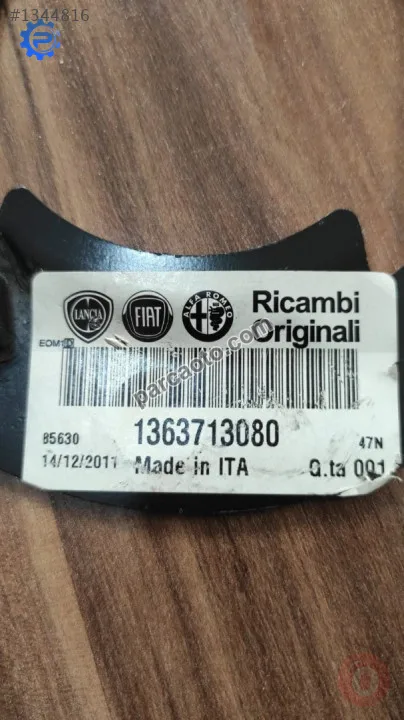 #1344816
LANCIA
FIAT
ALFA ROMEO
Ricambi
Originali
parcaoto.com
85630
1363713080
47N
14/12/2011
Made in ITA
Q.ta 001